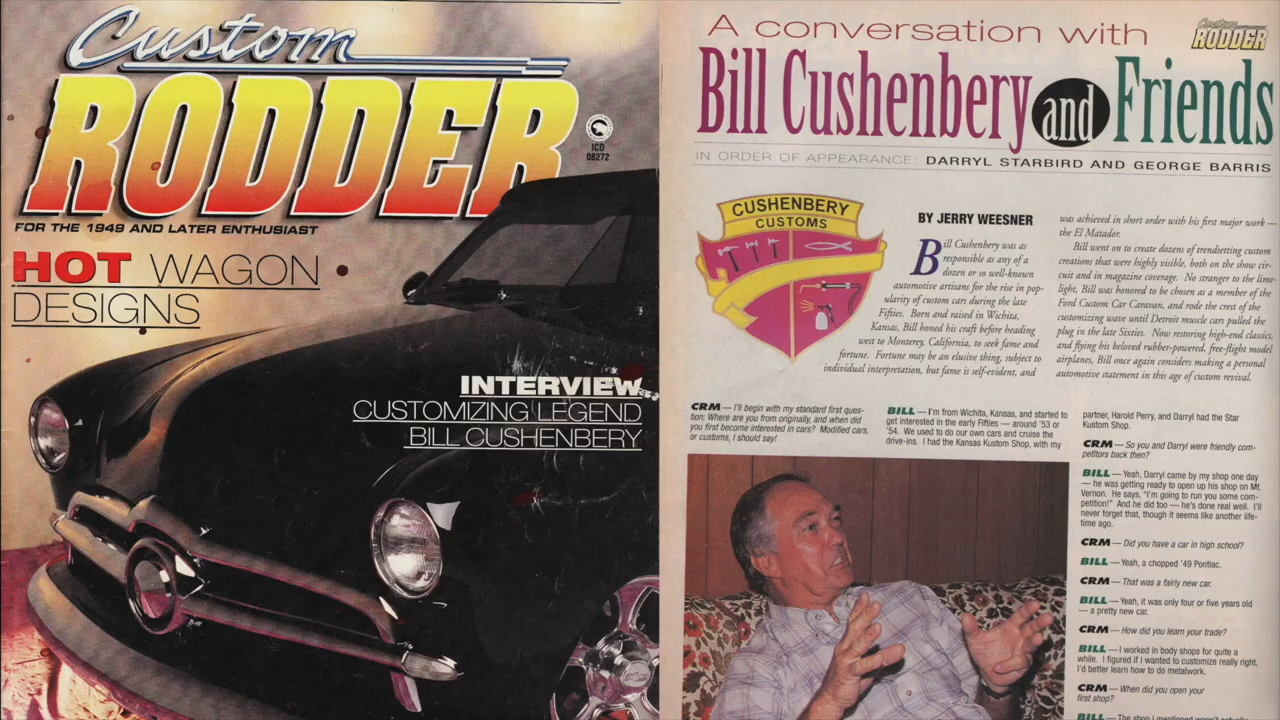 Custom
RODDER
ICD
08272
FOR THE 1949 AND LATER ENTHUSIAST
HOT WAGON
DESIGNS
INTERVIEW
CUSTOMIZING LEGEND
BILL CUSHENBERY
A conversation with
Custom
RODDER
Bill Cushenbery and Friends
IN ORDER OF APPEARANCE: DARRYL STARBIRD AND GEORGE BARRIS
CUSHENBERY
CUSTOMS
BY JERRY WEESNER
Bill Cushenbery was as
responsible as any of a
dozen or so well-known
automotive artisans for the rise in pop-
ularity of custom cars during the late
Fifties. Born and raised in Wichita,
Kansas, Bill honed his craft before heading
west to Monterey, California, to seek fame and
fortune. Fortune may be an elusive thing, subject to
individual interpretation, but fame is self-evident, and
was achieved in short order with his first major work —
the El Matador.
Bill went on to create dozens of trendsetting custom
creations that were highly visible, both on the show cir-
cuit and in magazine coverage. No stranger to the lime-
light, Bill was honored to be chosen as a member of the
Ford Custom Car Caravan, and rode the crest of the
customizing wave until Detroit muscle cars pulled the
plug in the late Sixties. Now restoring high-end classics,
and flying his beloved rubber-powered, free-flight model
airplanes, Bill once again considers making a personal
automotive statement in this age of custom revival.
CRM — I'll begin with my standard first ques-
tion; Where are you from originally, and when did
you first become interested in cars? Modified cars,
or customs, I should say!
BILL — I'm from Wichita, Kansas, and started to
get interested in the early Fifties — around '53 or
'54. We used to do our own cars and cruise the
drive-ins. I had the Kansas Kustom Shop, with my
partner, Harold Perry, and Darryl had the Star
Kustom Shop.
CRM — So you and Darryl were friendly com-
petitors back then?
BILL — Yeah, Darryl came by my shop one day
— he was getting ready to open up his shop on Mt.
Vernon. He says, "I'm going to run you some com-
petition!" And he did too — he's done real well. I'll
never forget that, though it seems like another life-
time ago.
CRM — Did you have a car in high school?
BILL — Yeah, a chopped '49 Pontiac.
CRM — That was a fairly new car.
BILL — Yeah, it was only four or five years old
— a pretty new car.
CRM — How did you learn your trade?
BILL — I worked in body shops for quite a
while. I figured if I wanted to customize really right,
I'd better learn how to do metalwork.
CRM — When did you open your
first shop?
BILL — The shop I mentioned wasn't actually